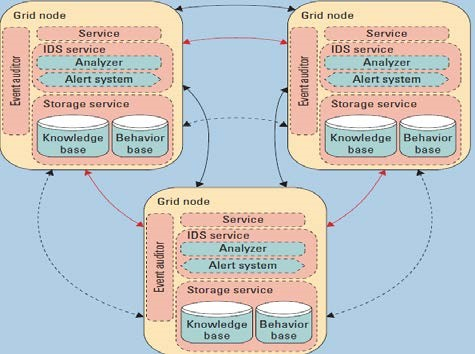 Grid node
Event auditor
Service
IDS service
Analyzer
Alert system
Storage service
Knowledge
base
Behavior
base
Grid node
Event auditor
Service
IDS service
Analyzer
Alert system
Storage service
Knowledge
base
Behavior
base
Grid node
Event auditor
Service
IDS service
Analyzer
Alert system
Storage service
Knowledge
base
Behavior
base